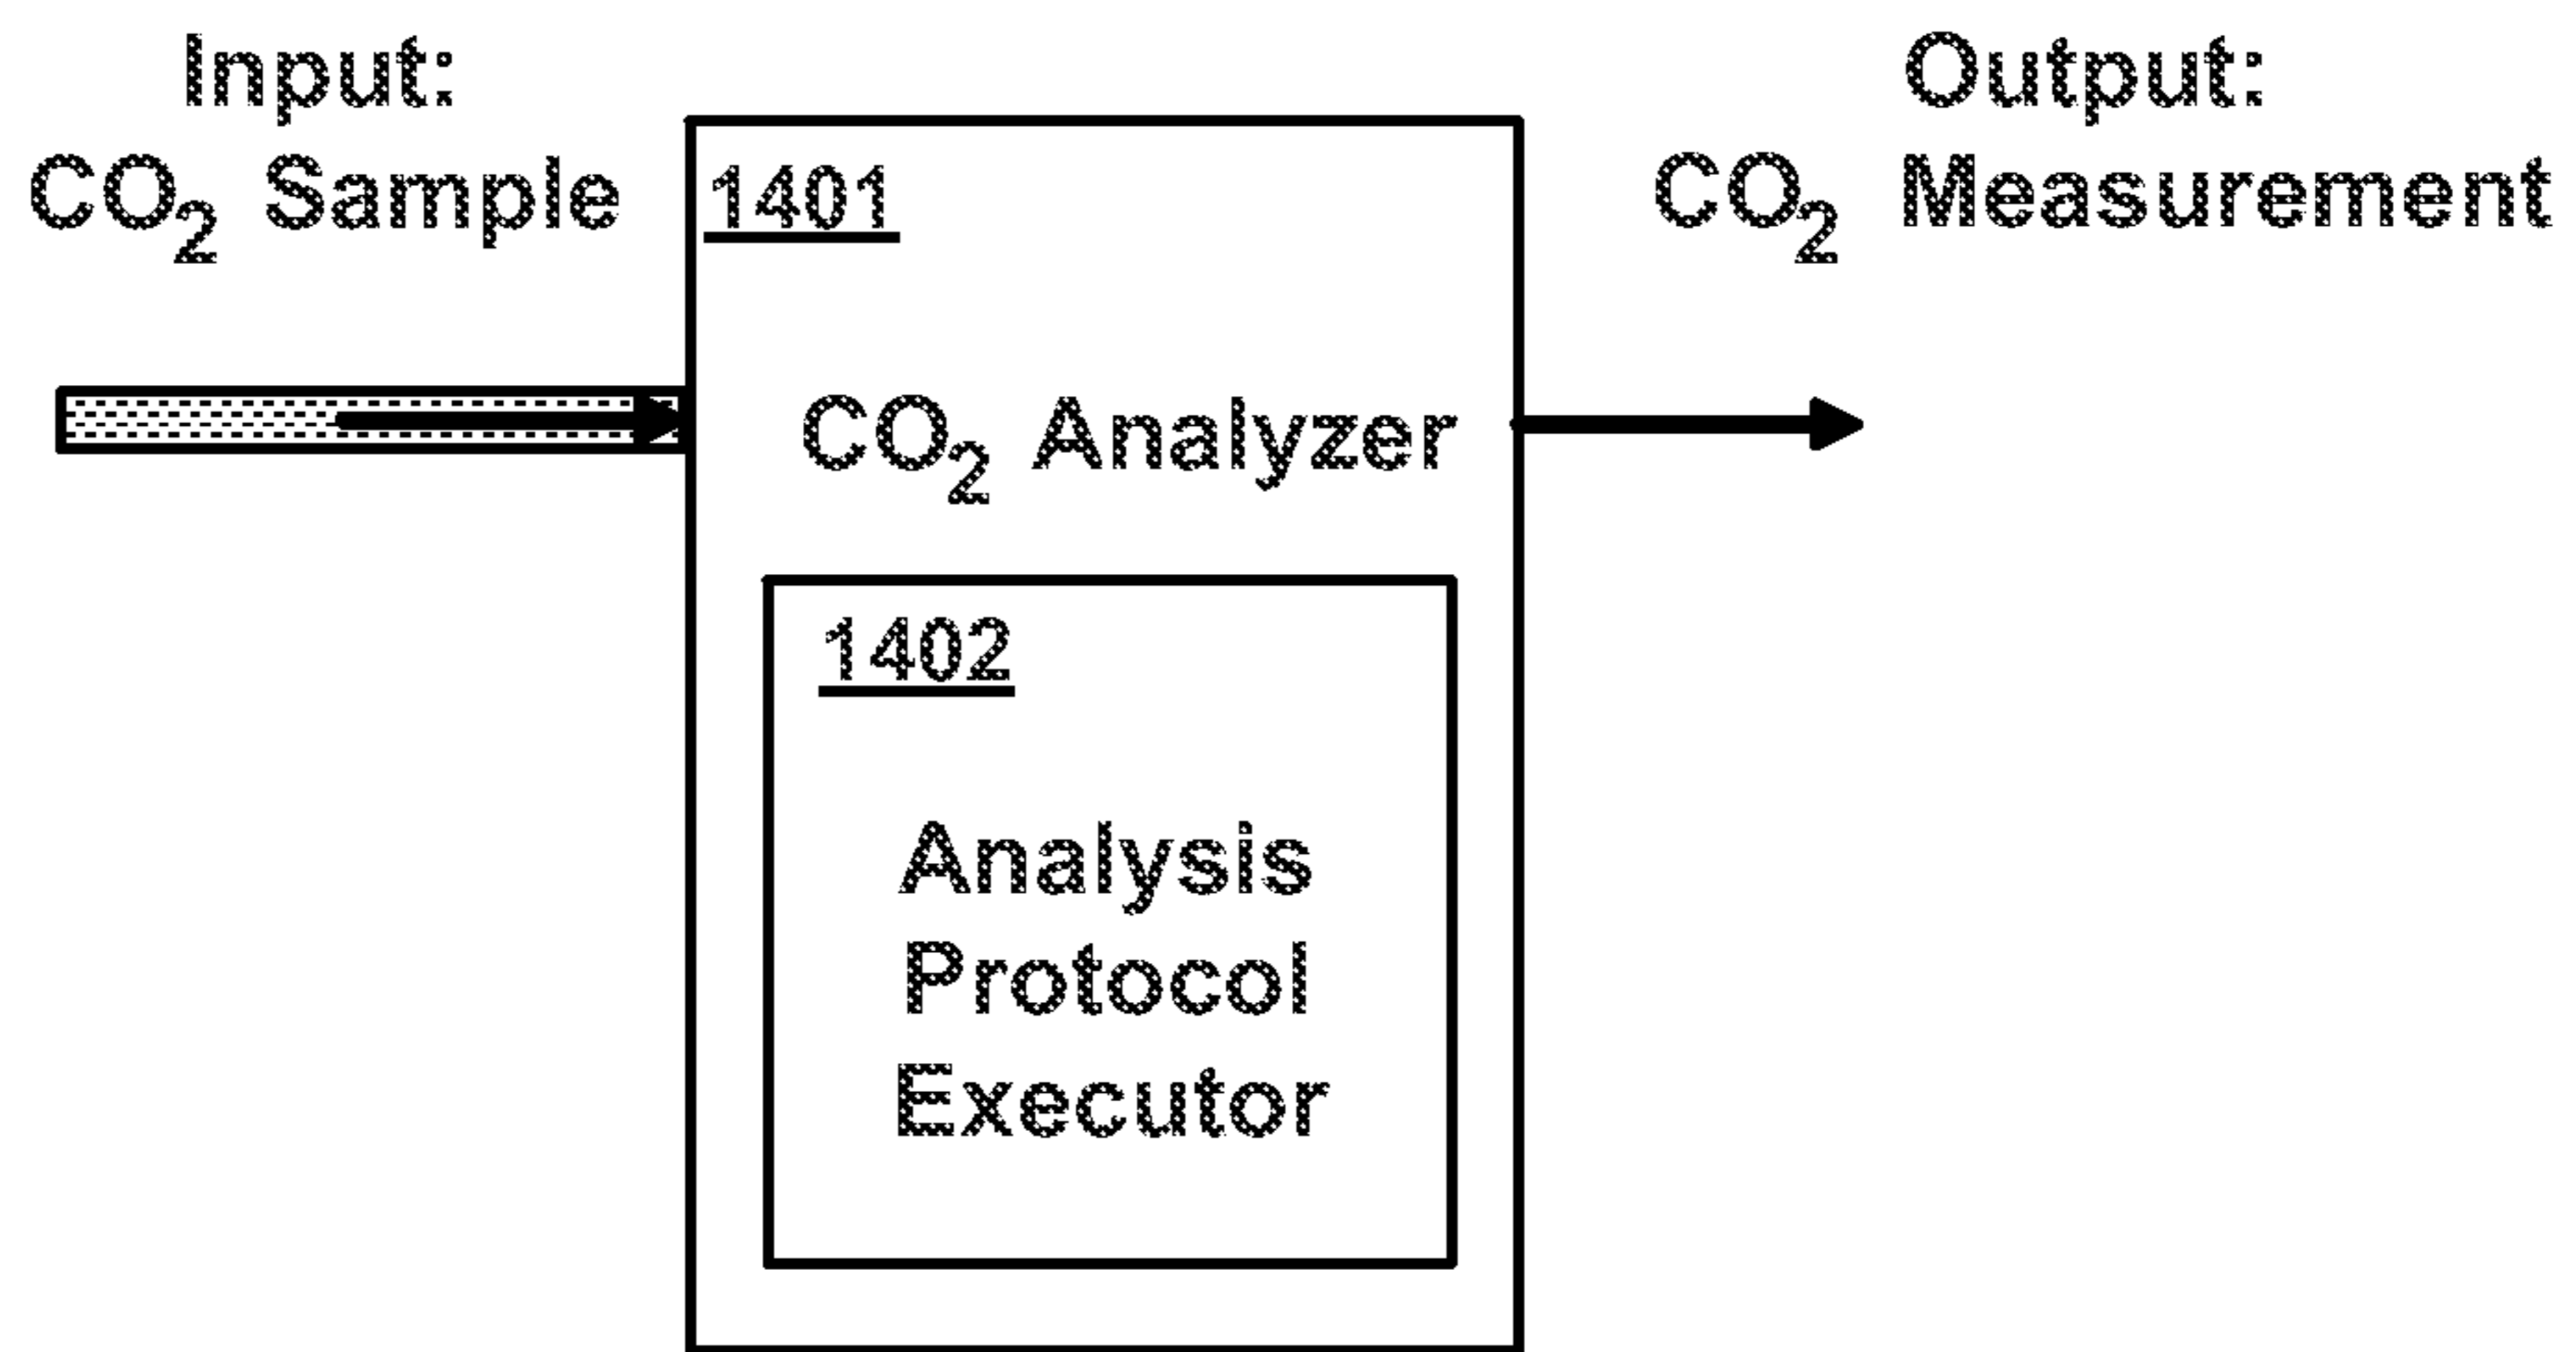 Input:
CO₂ Sample
1401
CO₂ Analyzer
1402
Analysis
Protocol
Executor
Output:
CO₂ Measurement